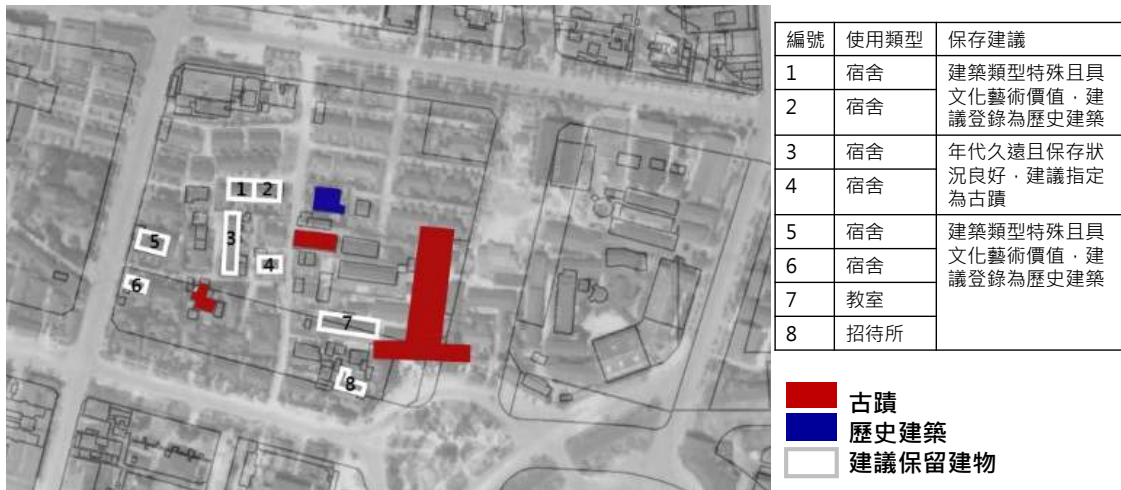 1 2
3
5
4
6
7
8
編號 使用類型 保存建議
1 宿舍 建築類型特殊且具
文化藝術價值，建
2 宿舍 議登錄為歷史建築
3 宿舍 年代久遠且保存狀
況良好，建議指定
4 宿舍 為古蹟
5 宿舍 建築類型特殊且具
文化藝術價值，建
6 宿舍 議登錄為歷史建築
7 教室
8 招待所
古蹟
歷史建築
建議保留建物